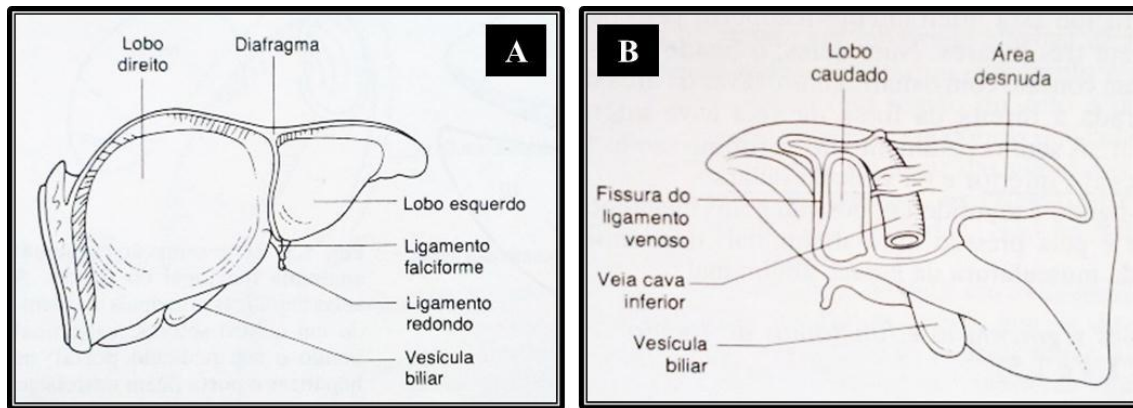 Lobo
direito
Diafragma
A
Lobo esquerdo
Ligamento
falciforme
Ligamento
redondo
Vesícula
biliar
B
Lobo
caudado
Área
desnuda
Fissura do
ligamento
venoso
Veia cava
inferior
Vesícula
biliar